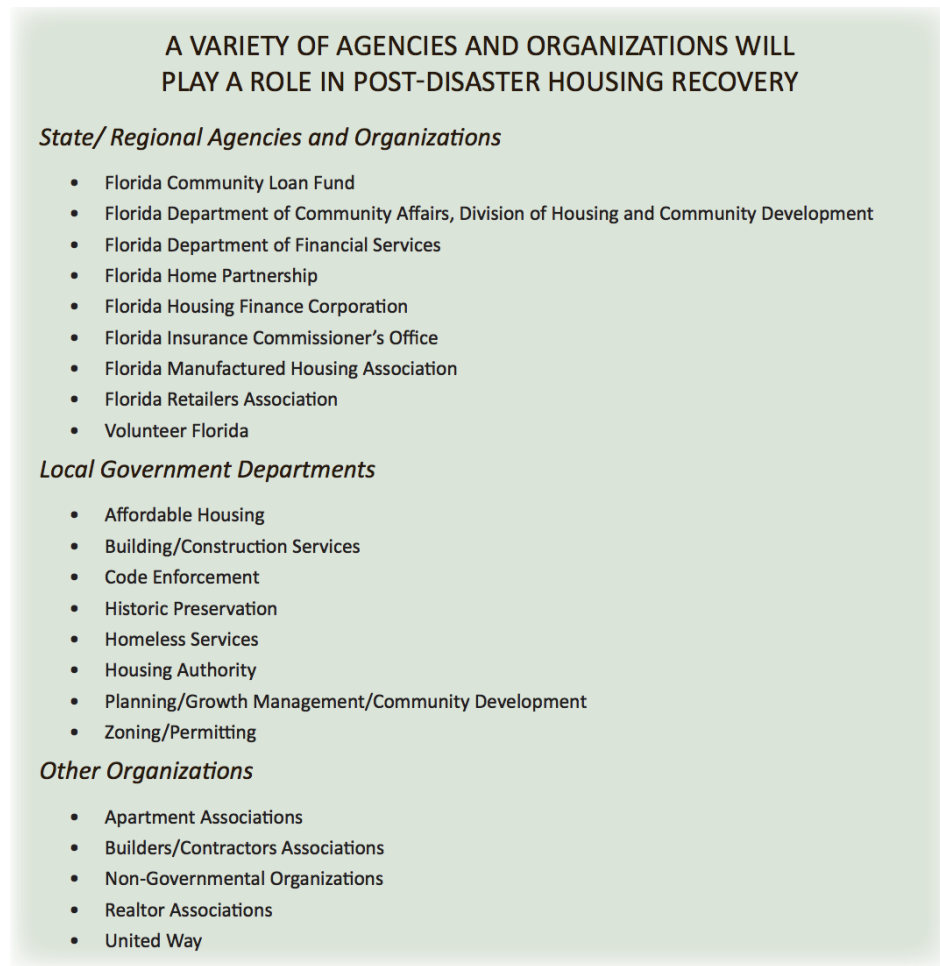 A VARIETY OF AGENCIES AND ORGANIZATIONS WILL
PLAY A ROLE IN POST-DISASTER HOUSING RECOVERY
State/ Regional Agencies and Organizations
• Florida Community Loan Fund
• Florida Department of Community Affairs, Division of Housing and Community Development
• Florida Department of Financial Services
• Florida Home Partnership
• Florida Housing Finance Corporation
• Florida Insurance Commissioner’s Office
• Florida Manufactured Housing Association
• Florida Retailers Association
• Volunteer Florida
Local Government Departments
• Affordable Housing
• Building/Construction Services
• Code Enforcement
• Historic Preservation
• Homeless Services
• Housing Authority
• Planning/Growth Management/Community Development
• Zoning/Permitting
Other Organizations
• Apartment Associations
• Builders/Contractors Associations
• Non-Governmental Organizations
• Realtor Associations
• United Way